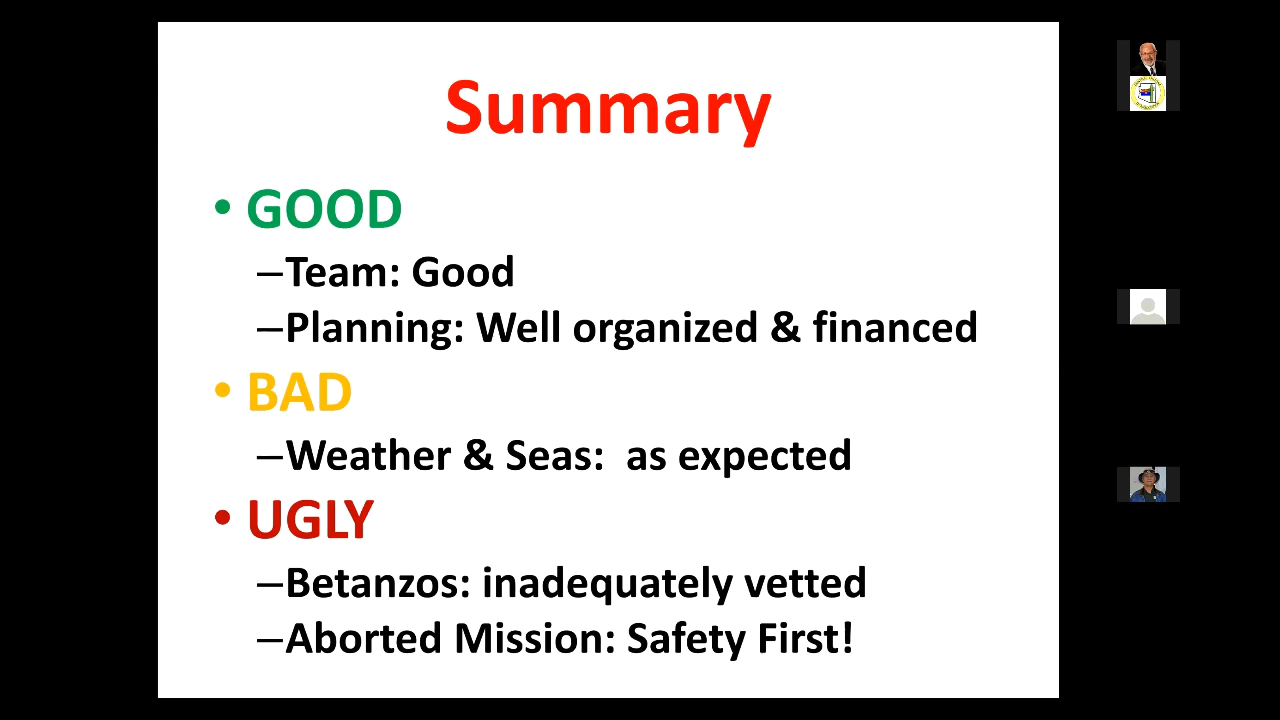 Summary
• GOOD
–Team: Good
–Planning: Well organized & financed
• BAD
–Weather & Seas:  as expected
• UGLY
–Betanzos: inadequately vetted
–Aborted Mission: Safety First!